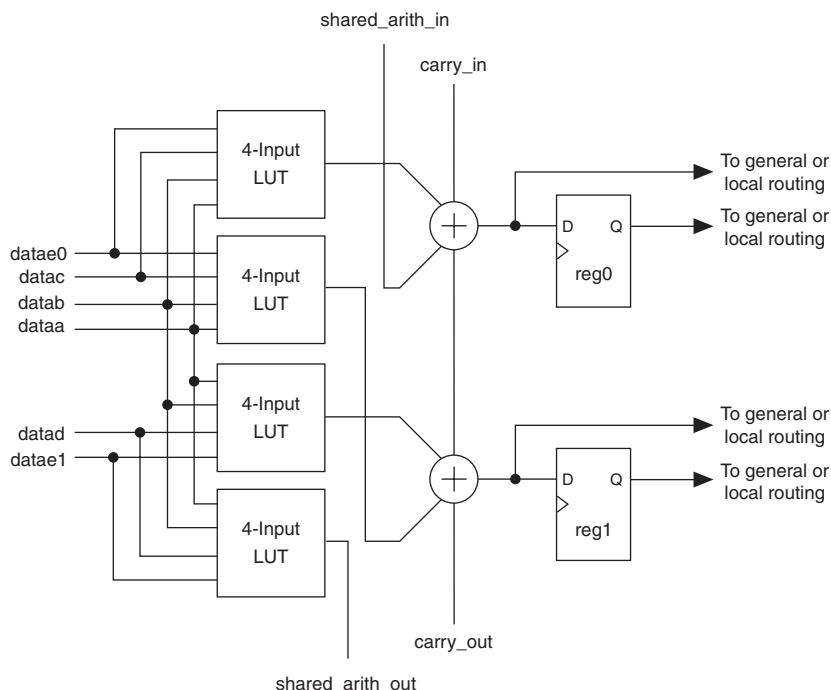 shared_arith_in
carry_in
4-Input
LUT
To general or
local routing
D Q
reg0
To general or
local routing
datae0
datac
datab
dataa
4-Input
LUT
4-Input
LUT
datad
datae1
To general or
local routing
D Q
reg1
To general or
local routing
4-Input
LUT
carry_out
shared_arith_out